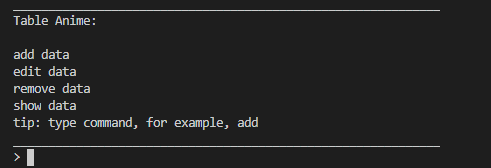 Table Anime:
add data
edit data
remove data
show data
tip: type command, for example, add
>